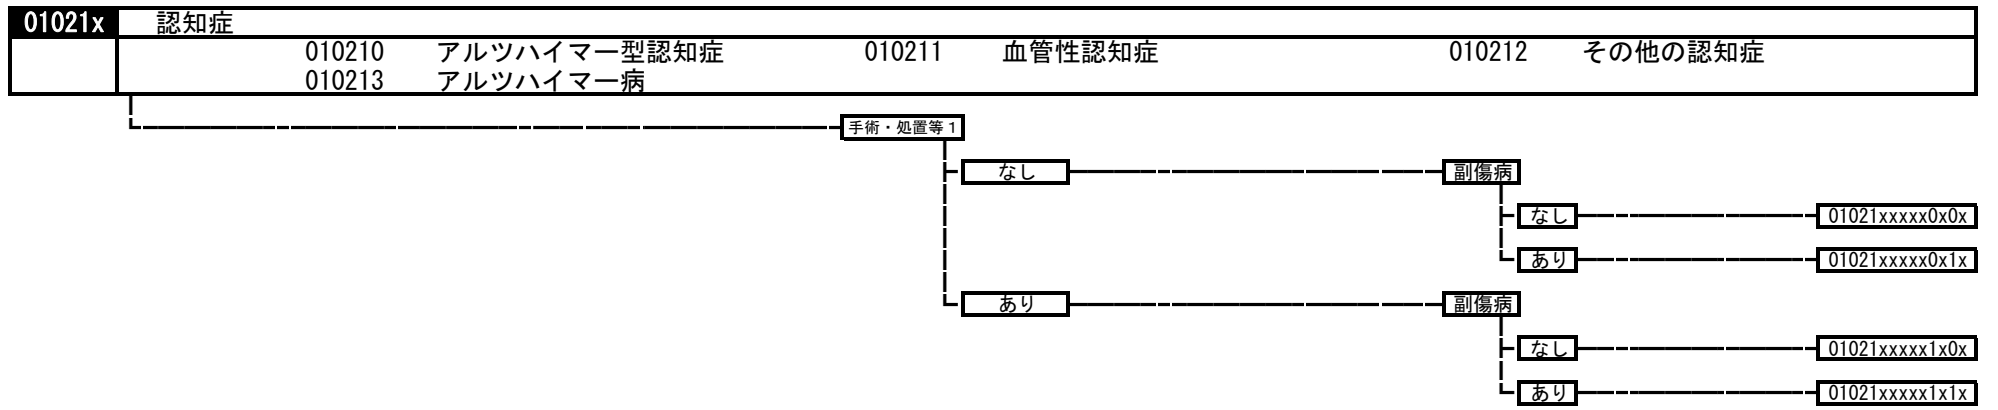 01021x 認知症
010210 アルツハイマー型認知症 010211 血管性認知症 010212 その他の認知症
010213 アルツハイマー病
手術・処置等1
なし 副傷病
なし 01021xxxxx0x0x
あり 01021xxxxx0x1x
あり 副傷病
なし 01021xxxxx1x0x
あり 01021xxxxx1x1x